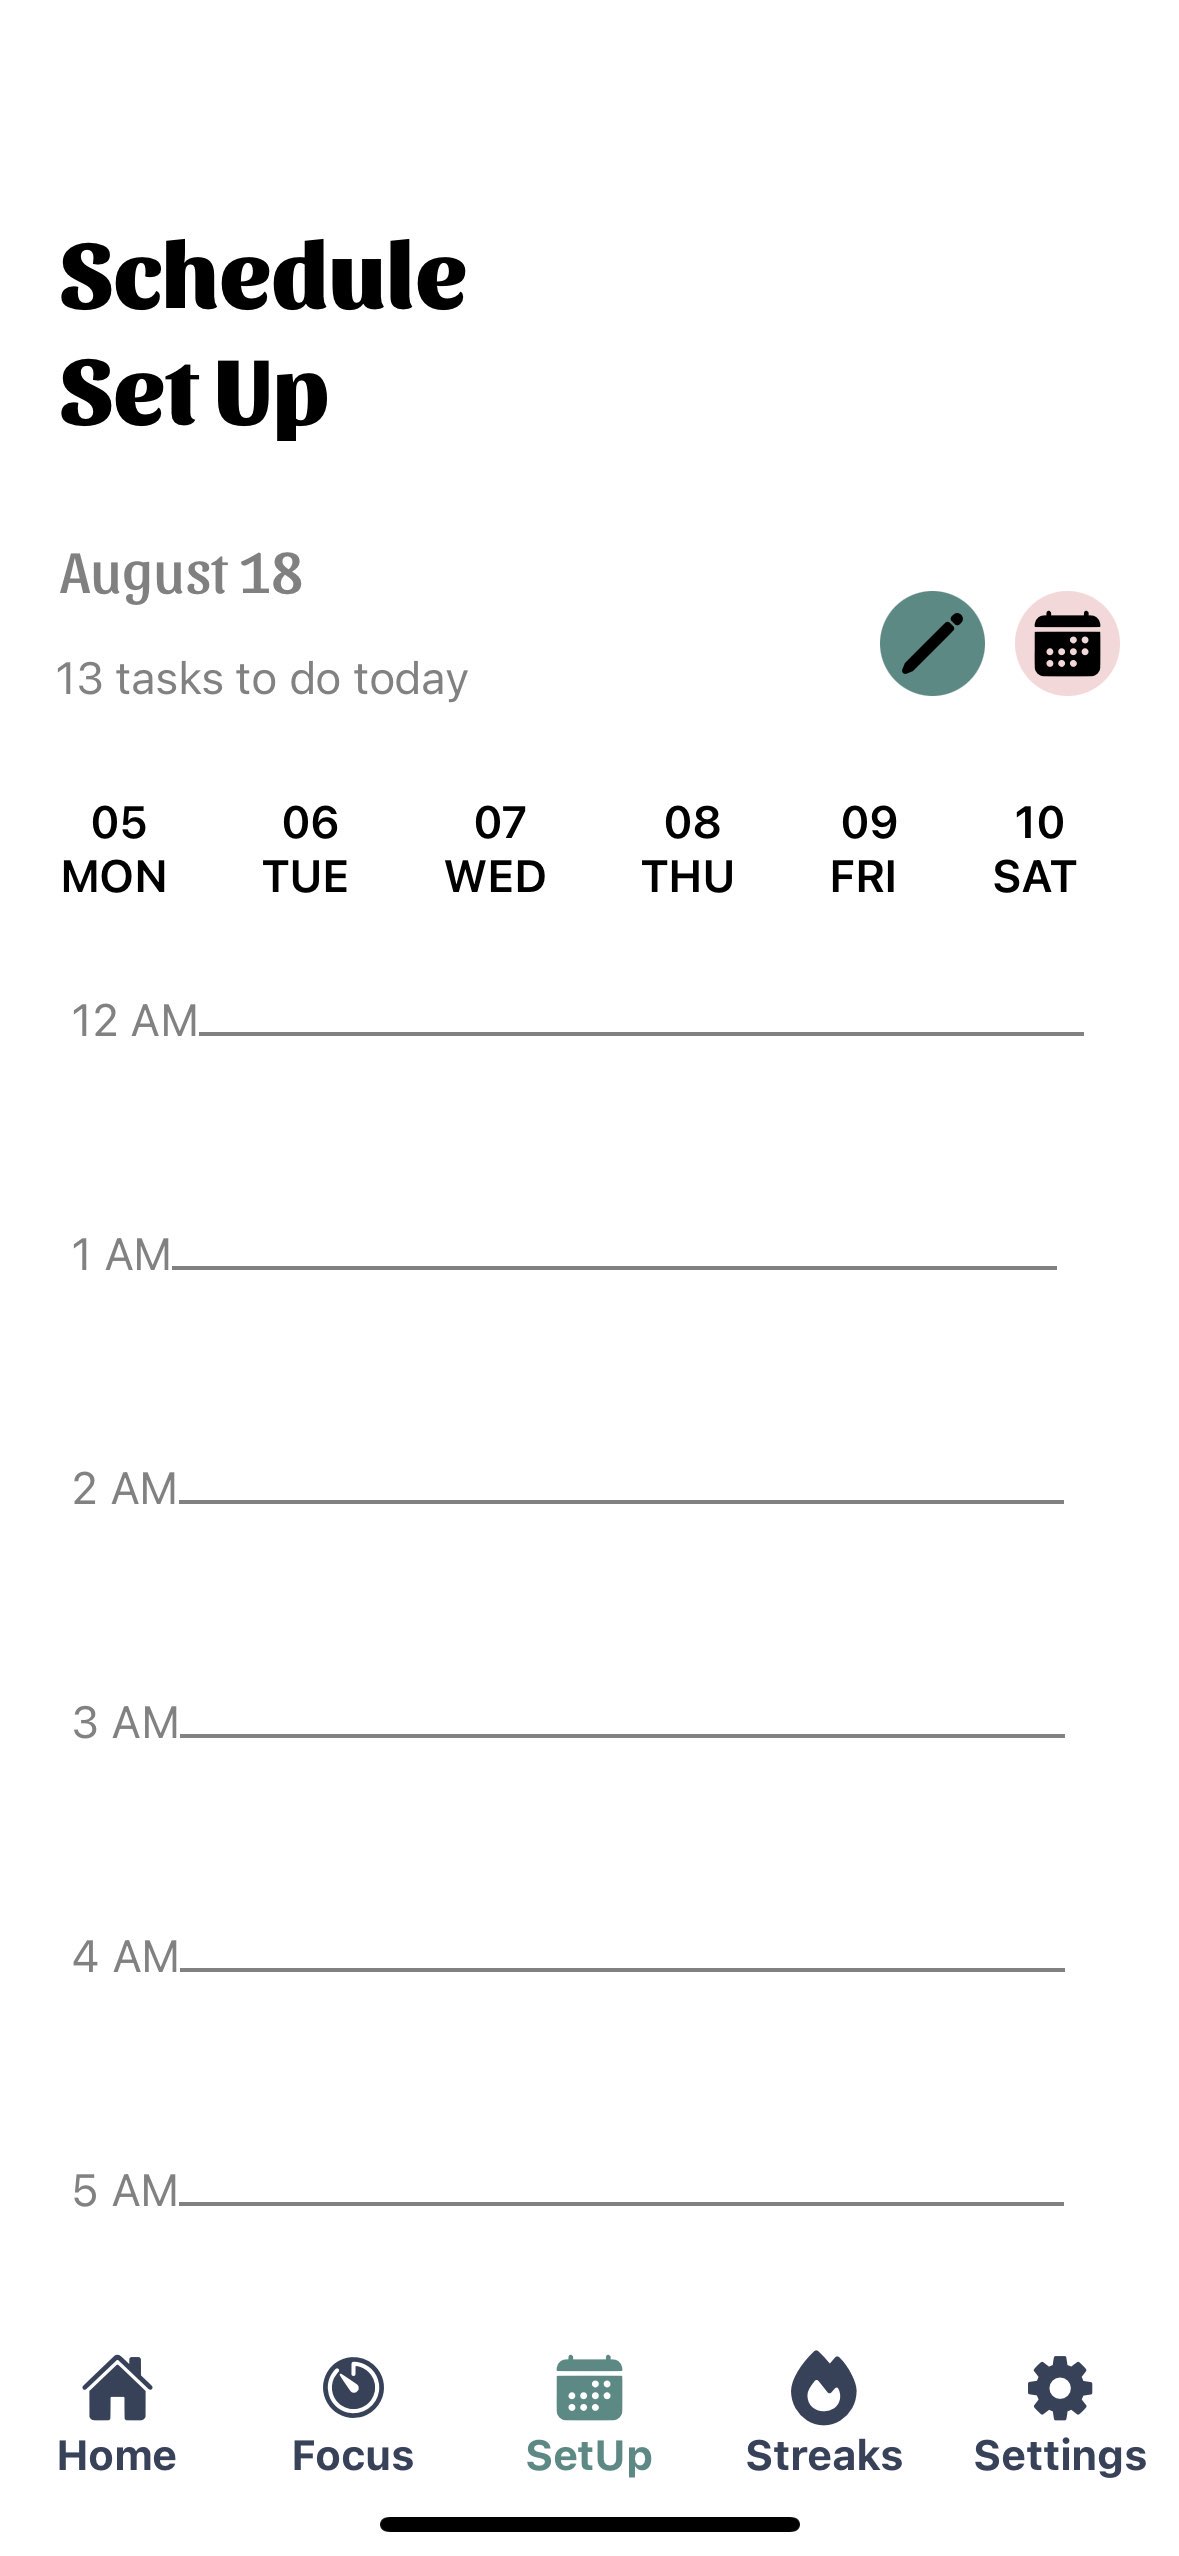 Schedule
Set Up
August 18
13 tasks to do today
05 06 07 08 09 10
MON TUE WED THU FRI SAT
12 AM
1 AM
2 AM
3 AM
4 AM
5 AM
Home Focus SetUp Streaks Settings